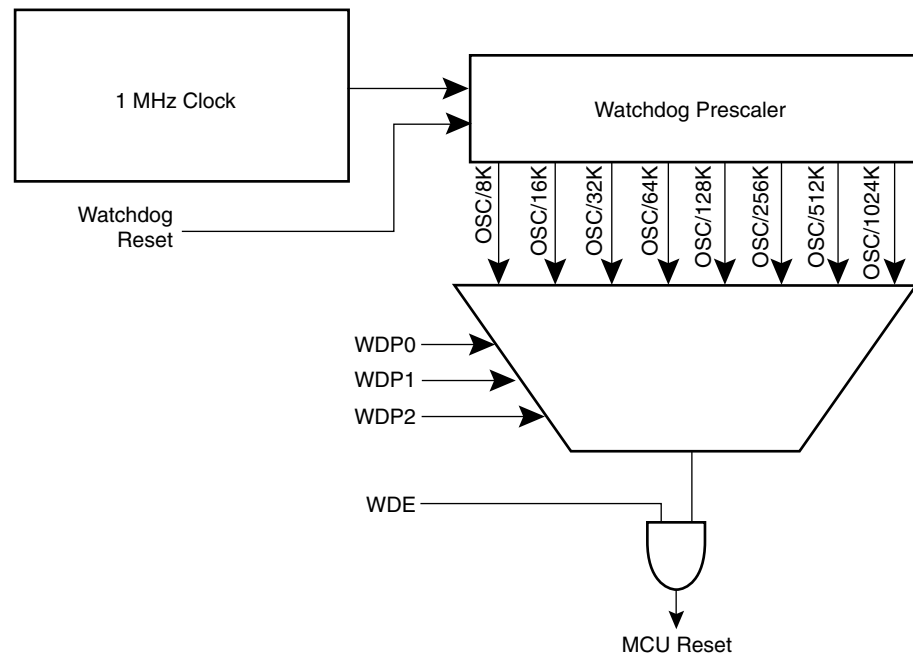 1 MHz Clock
Watchdog Prescaler
Watchdog
Reset
OSC/8K
OSC/16K
OSC/32K
OSC/64K
OSC/128K
OSC/256K
OSC/512K
OSC/1024K
WDP0
WDP1
WDP2
WDE
MCU Reset